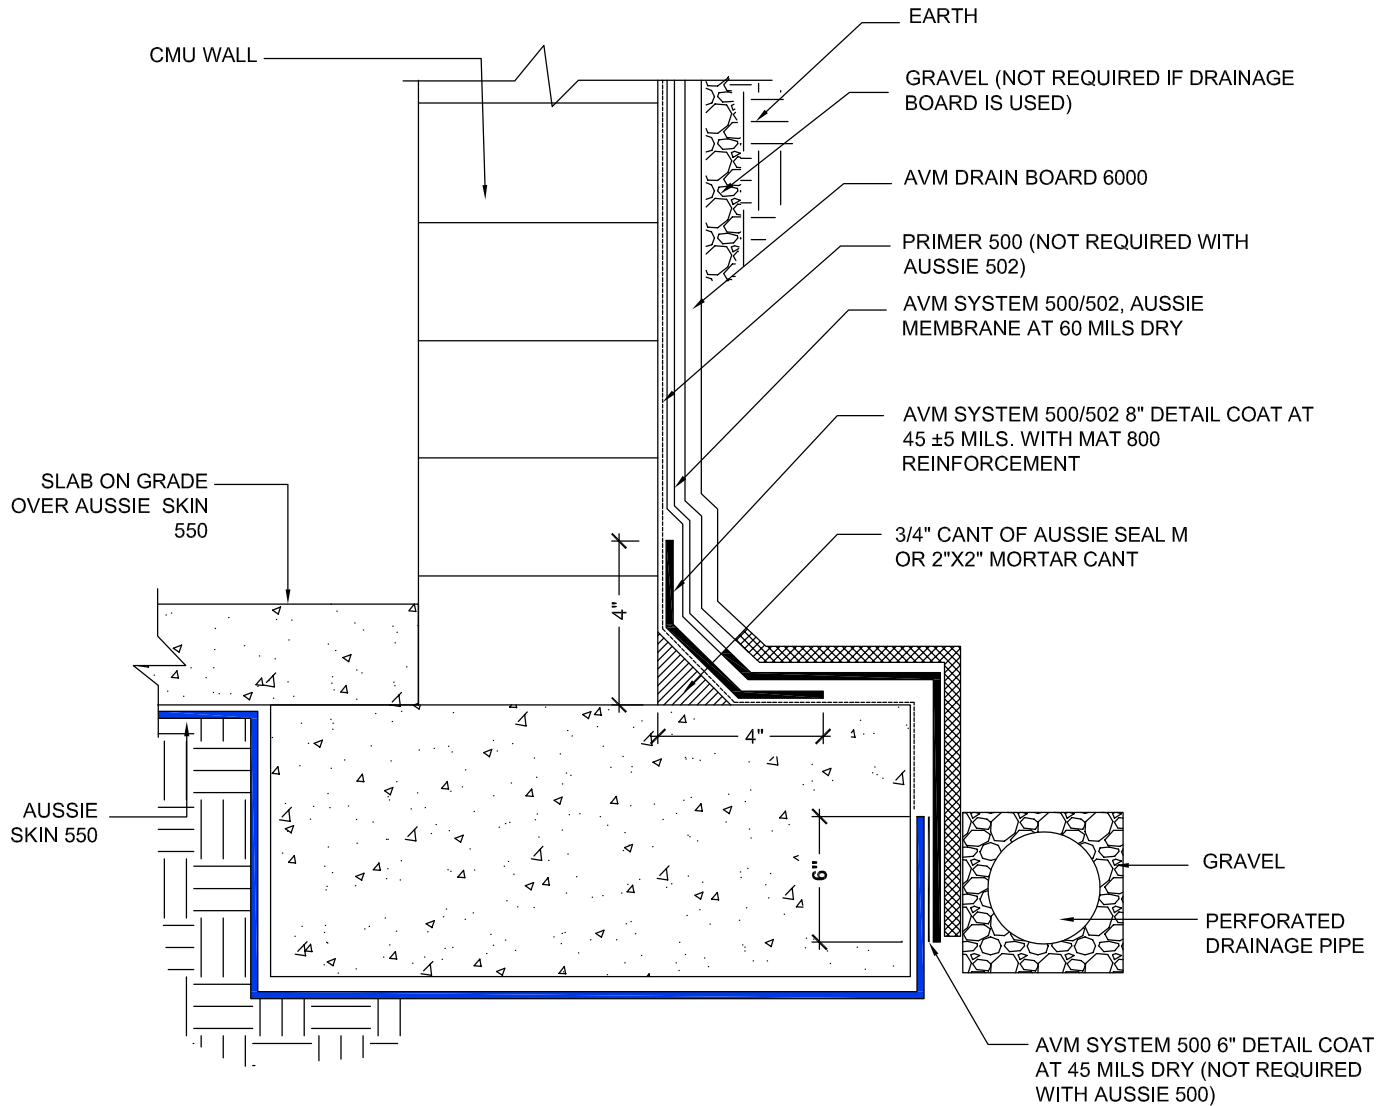 EARTH
CMU WALL
GRAVEL (NOT REQUIRED IF DRAINAGE
BOARD IS USED)
AVM DRAIN BOARD 6000
PRIMER 500 (NOT REQUIRED WITH
AUSSIE 502)
AVM SYSTEM 500/502, AUSSIE
MEMBRANE AT 60 MILS DRY
AVM SYSTEM 500/502 8" DETAIL COAT AT
45 ±5 MILS. WITH MAT 800
REINFORCEMENT
SLAB ON GRADE
OVER AUSSIE SKIN
550
3/4" CANT OF AUSSIE SEAL M
OR 2"X2" MORTAR CANT
4"
4"
AUSSIE
SKIN 550
6"
GRAVEL
PERFORATED
DRAINAGE PIPE
AVM SYSTEM 500 6" DETAIL COAT
AT 45 MILS DRY (NOT REQUIRED
WITH AUSSIE 500)